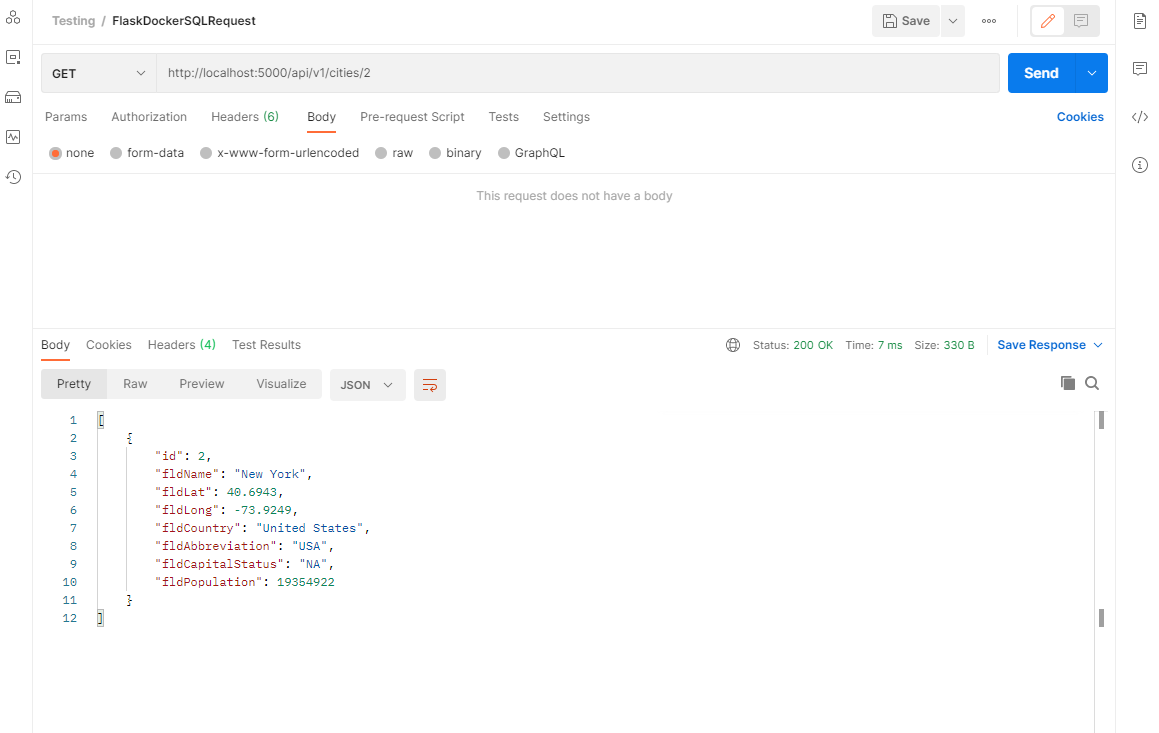 Testing / FlaskDockerSQLRequest
Save
GET http://localhost:5000/api/v1/cities/2 Send
Params Authorization Headers (6) Body Pre-request Script Tests Settings Cookies
none form-data x-www-form-urlencoded raw binary GraphQL
This request does not have a body
Body Cookies Headers (4) Test Results Status: 200 OK Time: 7 ms Size: 330 B Save Response
Pretty Raw Preview Visualize JSON
1 [
2 {
3 "id": 2,
4 "fldName": "New York",
5 "fldLat": 40.6943,
6 "fldLong": -73.9249,
7 "fldCountry": "United States",
8 "fldAbbreviation": "USA",
9 "fldCapitalStatus": "NA",
10 "fldPopulation": 19354922
11 }
12 ]